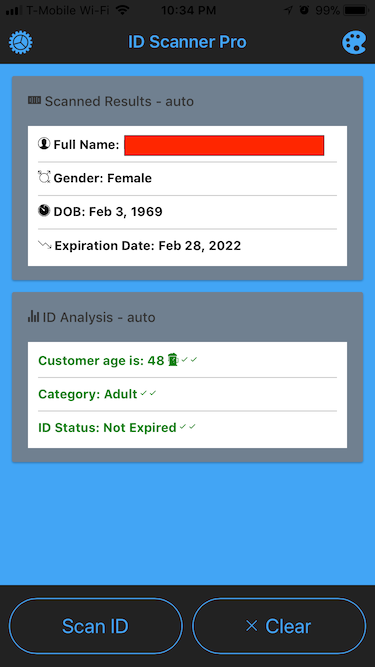 T-Mobile Wi-Fi 10:34 PM 99%
ID Scanner Pro
Scanned Results - auto
Full Name:
Gender: Female
DOB: Feb 3, 1969
Expiration Date: Feb 28, 2022
ID Analysis - auto
Customer age is: 48
Category: Adult
ID Status: Not Expired
Scan ID
Clear